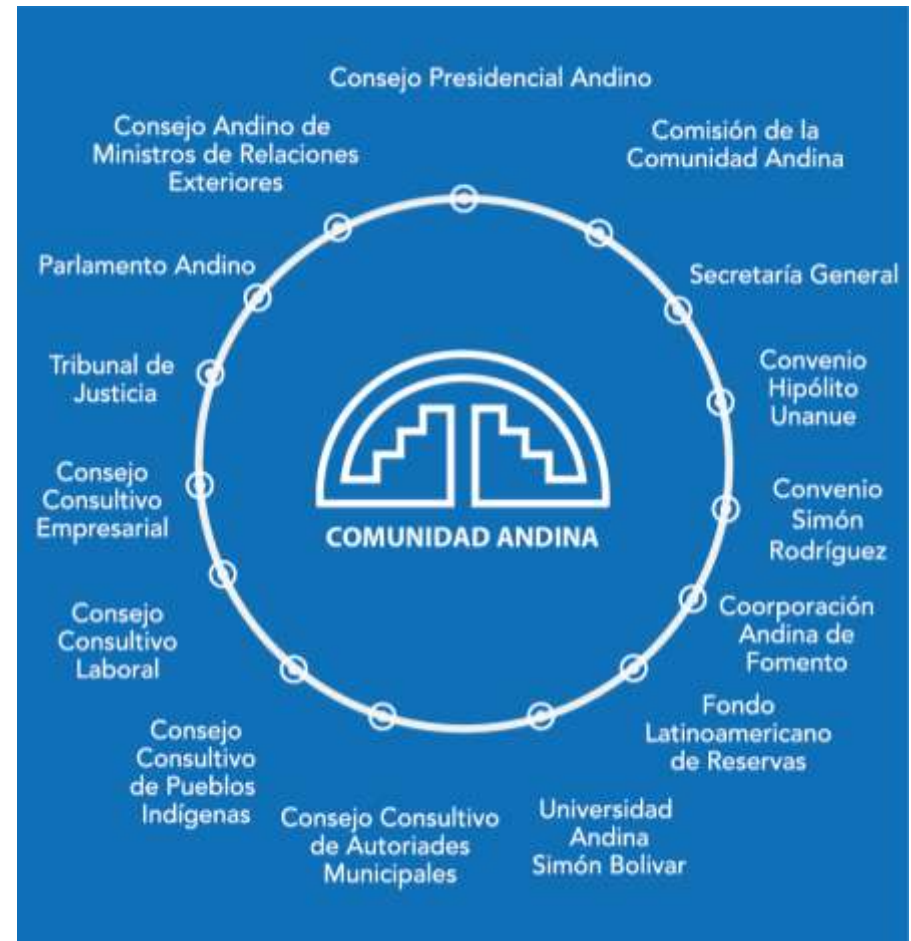 Consejo Presidencial Andino
Comisión de la
Comunidad Andina
Secretaría General
Convenio
Hipólito
Unanue
Convenio
Simón
Rodríguez
Coorporación
Andina de
Fomento
Fondo
Latinoamericano
de Reservas
Universidad
Andina
Simón Bolivar
Consejo Consultivo
de Autoriades
Municipales
Consejo
Consultivo
de Pueblos
Indígenas
Consejo
Consultivo
Laboral
Consejo
Consultivo
Empresarial
Tribunal de
Justicia
Parlamento Andino
Consejo Andino de
Ministros de Relaciones
Exteriores
COMUNIDAD ANDINA